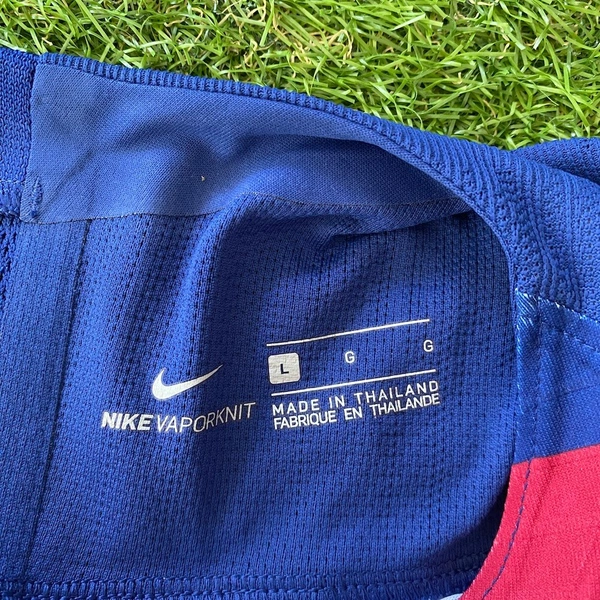 L G G
NIKE VAPORKNIT
MADE IN THAILAND
FABRIQUE EN THAILANDE